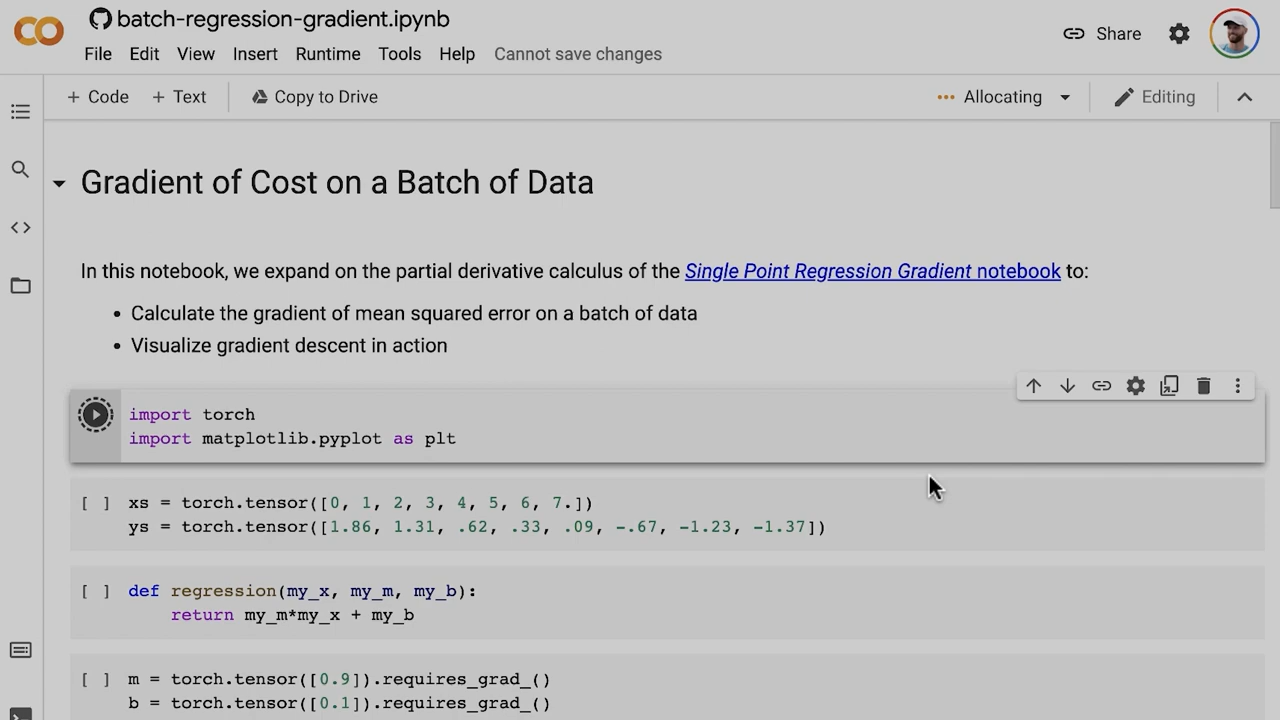 batch-regression-gradient.ipynb
File Edit View Insert Runtime Tools Help Cannot save changes
Share
+ Code + Text Copy to Drive
Allocating Editing
Gradient of Cost on a Batch of Data
In this notebook, we expand on the partial derivative calculus of the Single Point Regression Gradient notebook to:
• Calculate the gradient of mean squared error on a batch of data
• Visualize gradient descent in action
import torch
import matplotlib.pyplot as plt
[ ] xs = torch.tensor([0, 1, 2, 3, 4, 5, 6, 7.])
ys = torch.tensor([1.86, 1.31, .62, .33, .09, -.67, -1.23, -1.37])
[ ] def regression(my_x, my_m, my_b):
return my_m*my_x + my_b
[ ] m = torch.tensor([0.9]).requires_grad_()
b = torch.tensor([0.1]).requires_grad_()